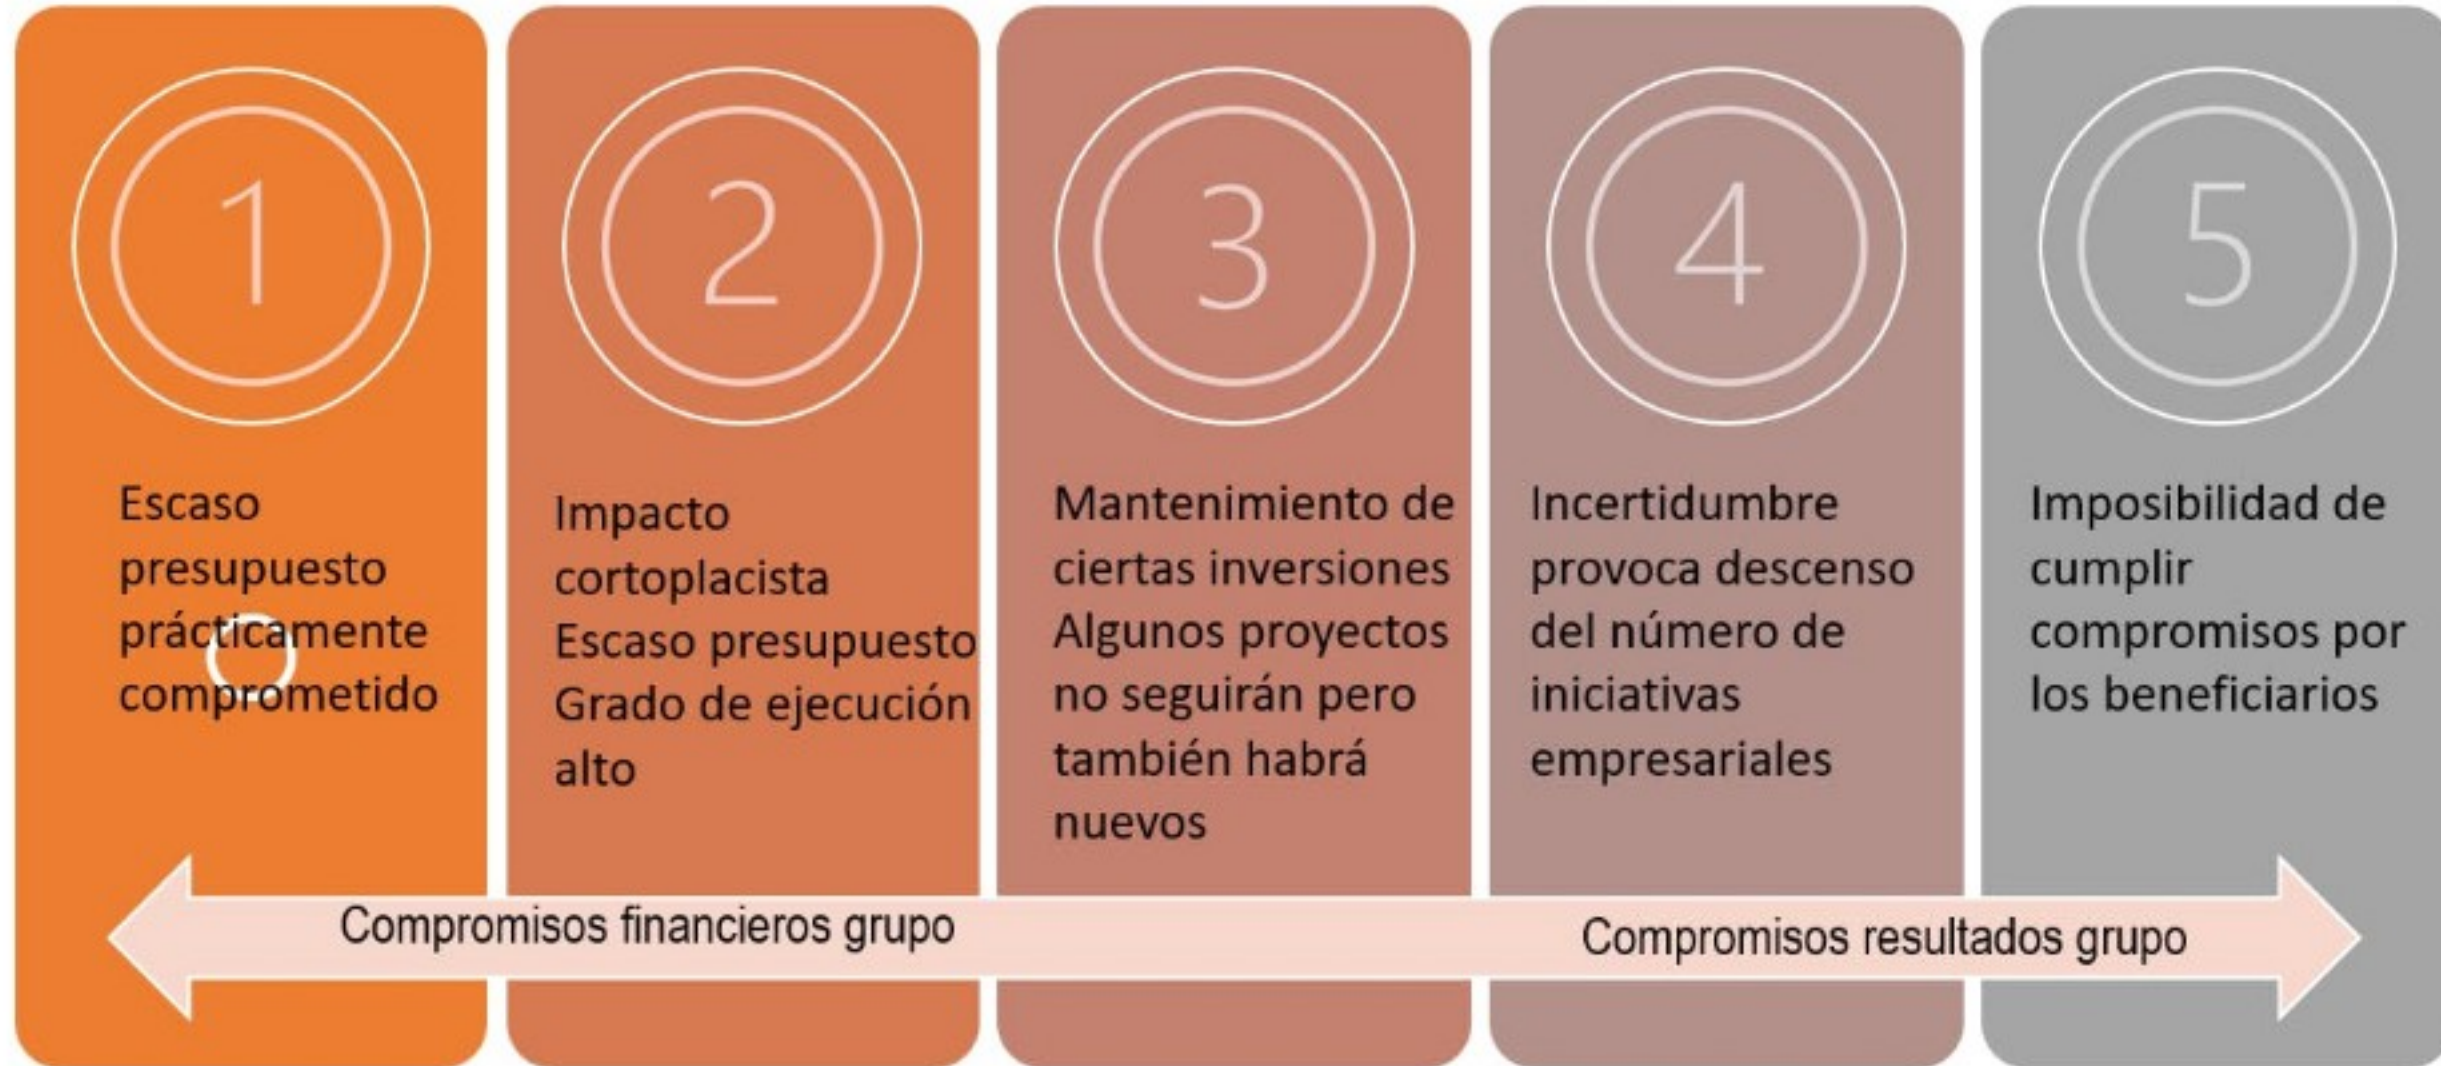 1
Escaso
presupuesto
prácticamente
comprometido
2
Impacto
cortoplacista
Escaso presupuesto
Grado de ejecución
alto
3
Mantenimiento de
ciertas inversiones
Algunos proyectos
no seguirán pero
también habrá
nuevos
4
Incertidumbre
provoca descenso
del número de
iniciativas
empresariales
5
Imposibilidad de
cumplir
compromisos por
los beneficiarios
Compromisos financieros grupo
Compromisos resultados grupo